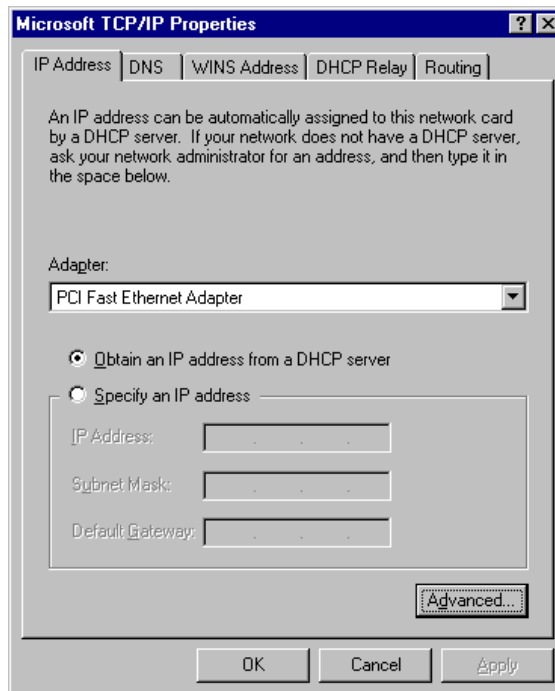 Microsoft TCP/IP Properties
IP Address DNS WINS Address DHCP Relay Routing
An IP address can be automatically assigned to this network card
by a DHCP server. If your network does not have a DHCP server,
ask your network administrator for an address, and then type it in
the space below.
Adapter:
PCI Fast Ethernet Adapter
Obtain an IP address from a DHCP server
Specify an IP address
IP Address:
Subnet Mask:
Default Gateway:
Advanced...
OK Cancel Apply